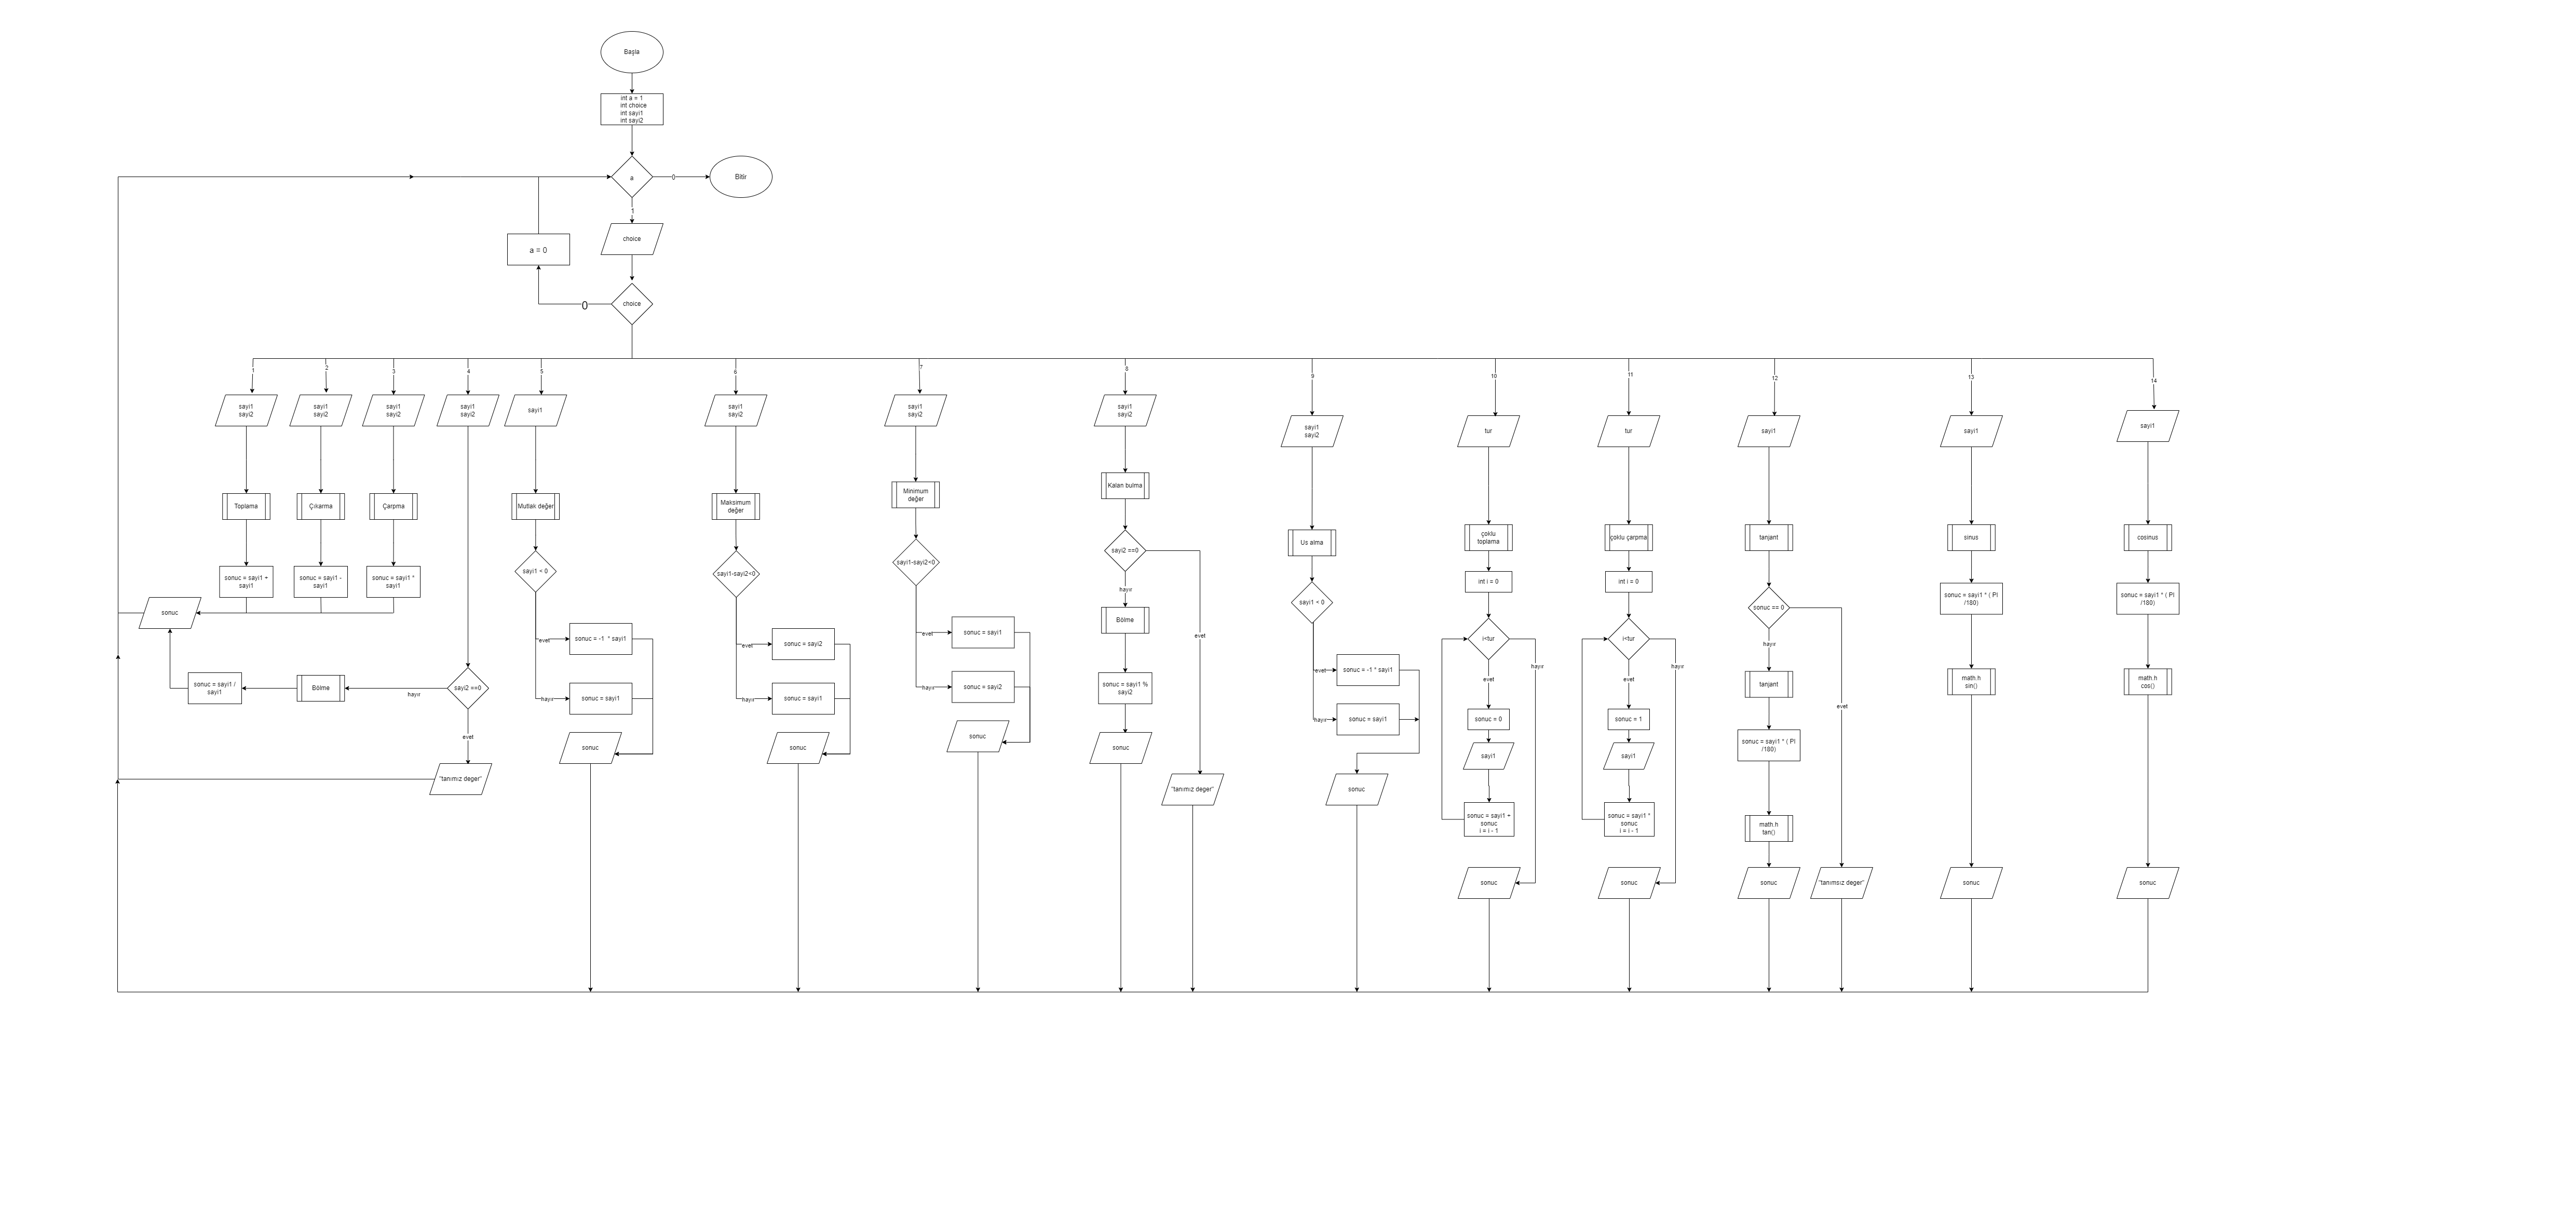 Başla
int a = 1
int choice
int sayi1
int sayi2
a
0
Bitir
1
choice
a = 0
choice
0
1
2
3
4
5
6
7
8
9
10
11
12
13
14
sayi1
sayi2
sayi1
sayi2
sayi1
sayi2
sayi1
sayi2
sayi1
sayi1
sayi2
sayi1
sayi2
sayi1
sayi2
sayi1
sayi2
tur
tur
sayi1
sayi1
sayi1
Toplama
Çıkarma
Çarpma
Mutlak değer
Maksimum
değer
Minimum
değer
Kalan bulma
Us alma
çoklu
toplama
çoklu çarpma
tanjant
sinus
cosinus
sonuc = sayi1 +
sayi1
sonuc = sayi1 -
sayi1
sonuc = sayi1 *
sayi1
sonuc
sayi2 ==0
hayır
Bölme
sonuc = sayi1 /
sayi1
evet
"tanımız deger"
sayi1 < 0
evet
sonuc = -1 * sayi1
hayır
sonuc = sayi1
sonuc
sayi1-sayi2<0
evet
sonuc = sayi2
hayır
sonuc = sayi1
sonuc
sayi1-sayi2<0
evet
sonuc = sayi1
hayır
sonuc = sayi2
sonuc
sayi2 ==0
hayır
evet
Bölme
sonuc = sayi1 %
sayi2
sonuc
"tanımız deger"
sayi1 < 0
evet
sonuc = -1 * sayi1
hayır
sonuc = sayi1
sonuc
int i = 0
i<tur
hayır
evet
sonuc = 0
sayi1
sonuc = sayi1 +
sonuc
i = i - 1
sonuc
int i = 0
i<tur
hayır
evet
sonuc = 1
sayi1
sonuc = sayi1 *
sonuc
i = i - 1
sonuc
sonuc == 0
hayır
evet
tanjant
sonuc = sayi1 * ( PI
/180)
math.h
tan()
sonuc
"tanımsız deger"
sonuc = sayi1 * ( PI
/180)
math.h
sin()
sonuc
sonuc = sayi1 * ( PI
/180)
math.h
cos()
sonuc